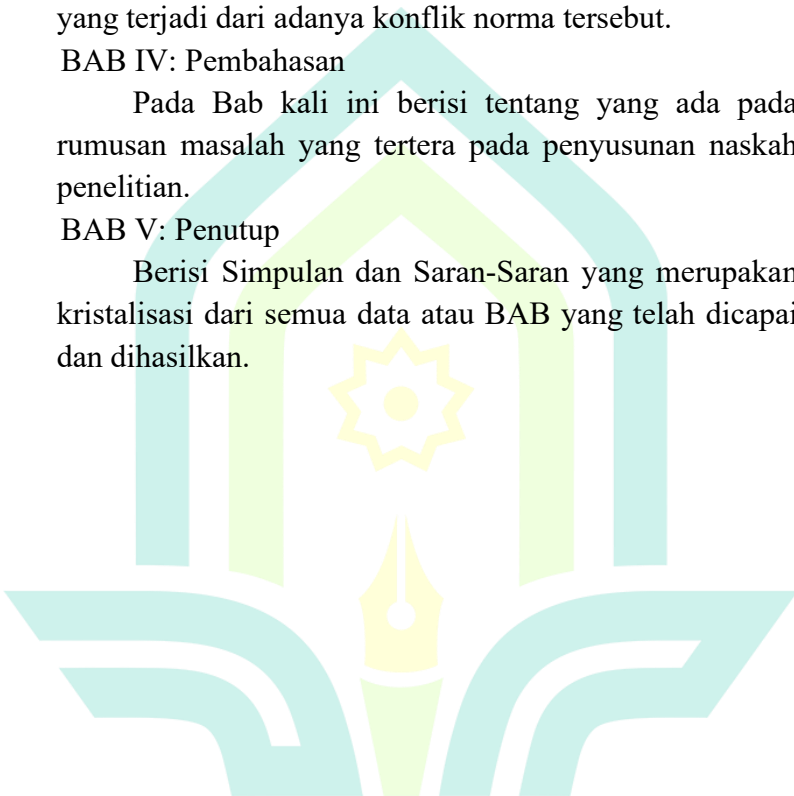 yang terjadi dari adanya konflik norma tersebut.
BAB IV: Pembahasan
Pada Bab kali ini berisi tentang yang ada pada
rumusan masalah yang tertera pada penyusunan naskah
penelitian.
BAB V: Penutup
Berisi Simpulan dan Saran-Saran yang merupakan
kristalisasi dari semua data atau BAB yang telah dicapai
dan dihasilkan.